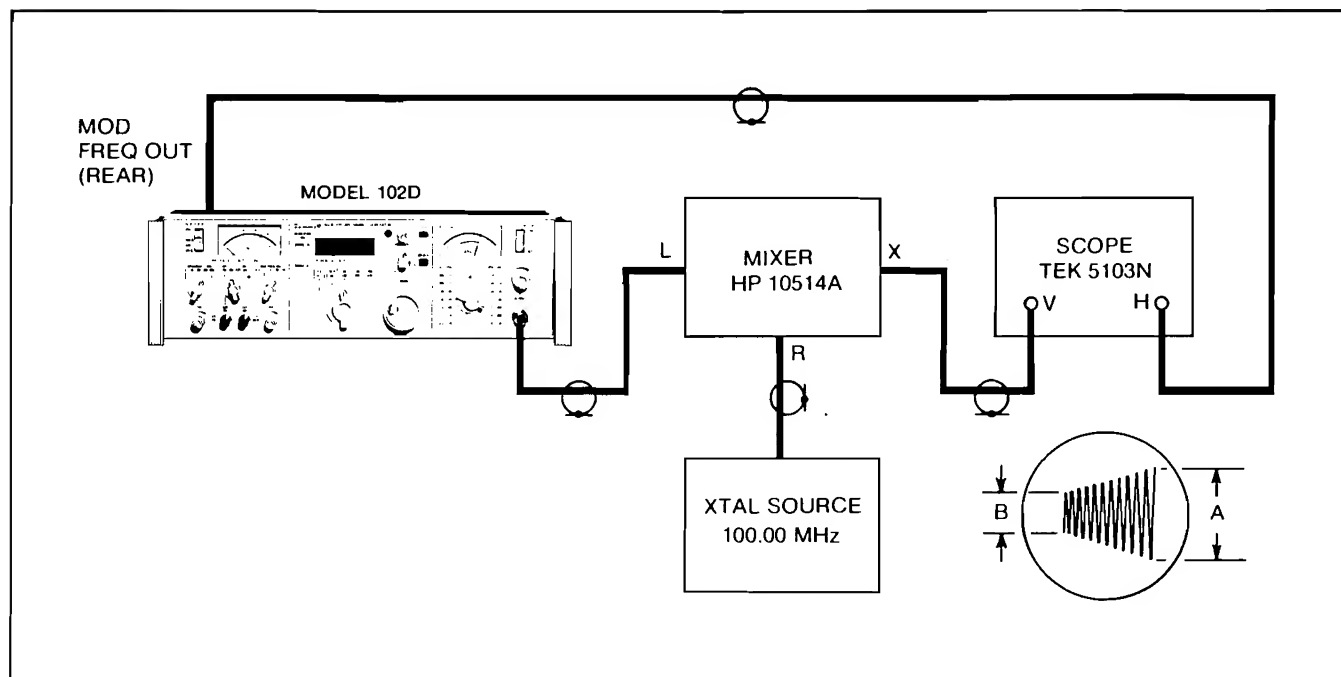 MOD
FREQ OUT
(REAR)
MODEL 102D
L
MIXER
HP 10514A
X
SCOPE
TEK 5103N
V
H
R
XTAL SOURCE
100.00 MHz
B
A